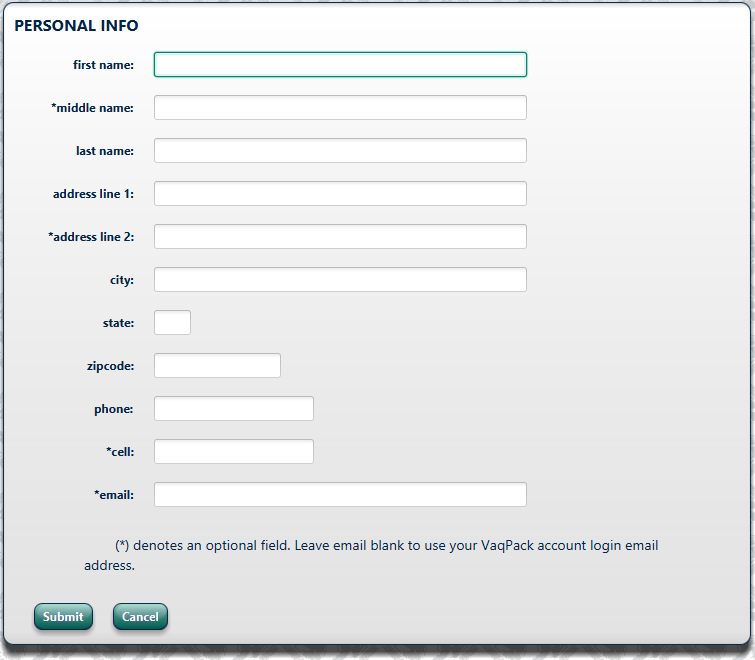 PERSONAL INFO
first name:
*middle name:
last name:
address line 1:
*address line 2:
city:
state:
zipcode:
phone:
*cell:
*email:
(*) denotes an optional field. Leave email blank to use your VaqPack account login email
address.
Submit Cancel